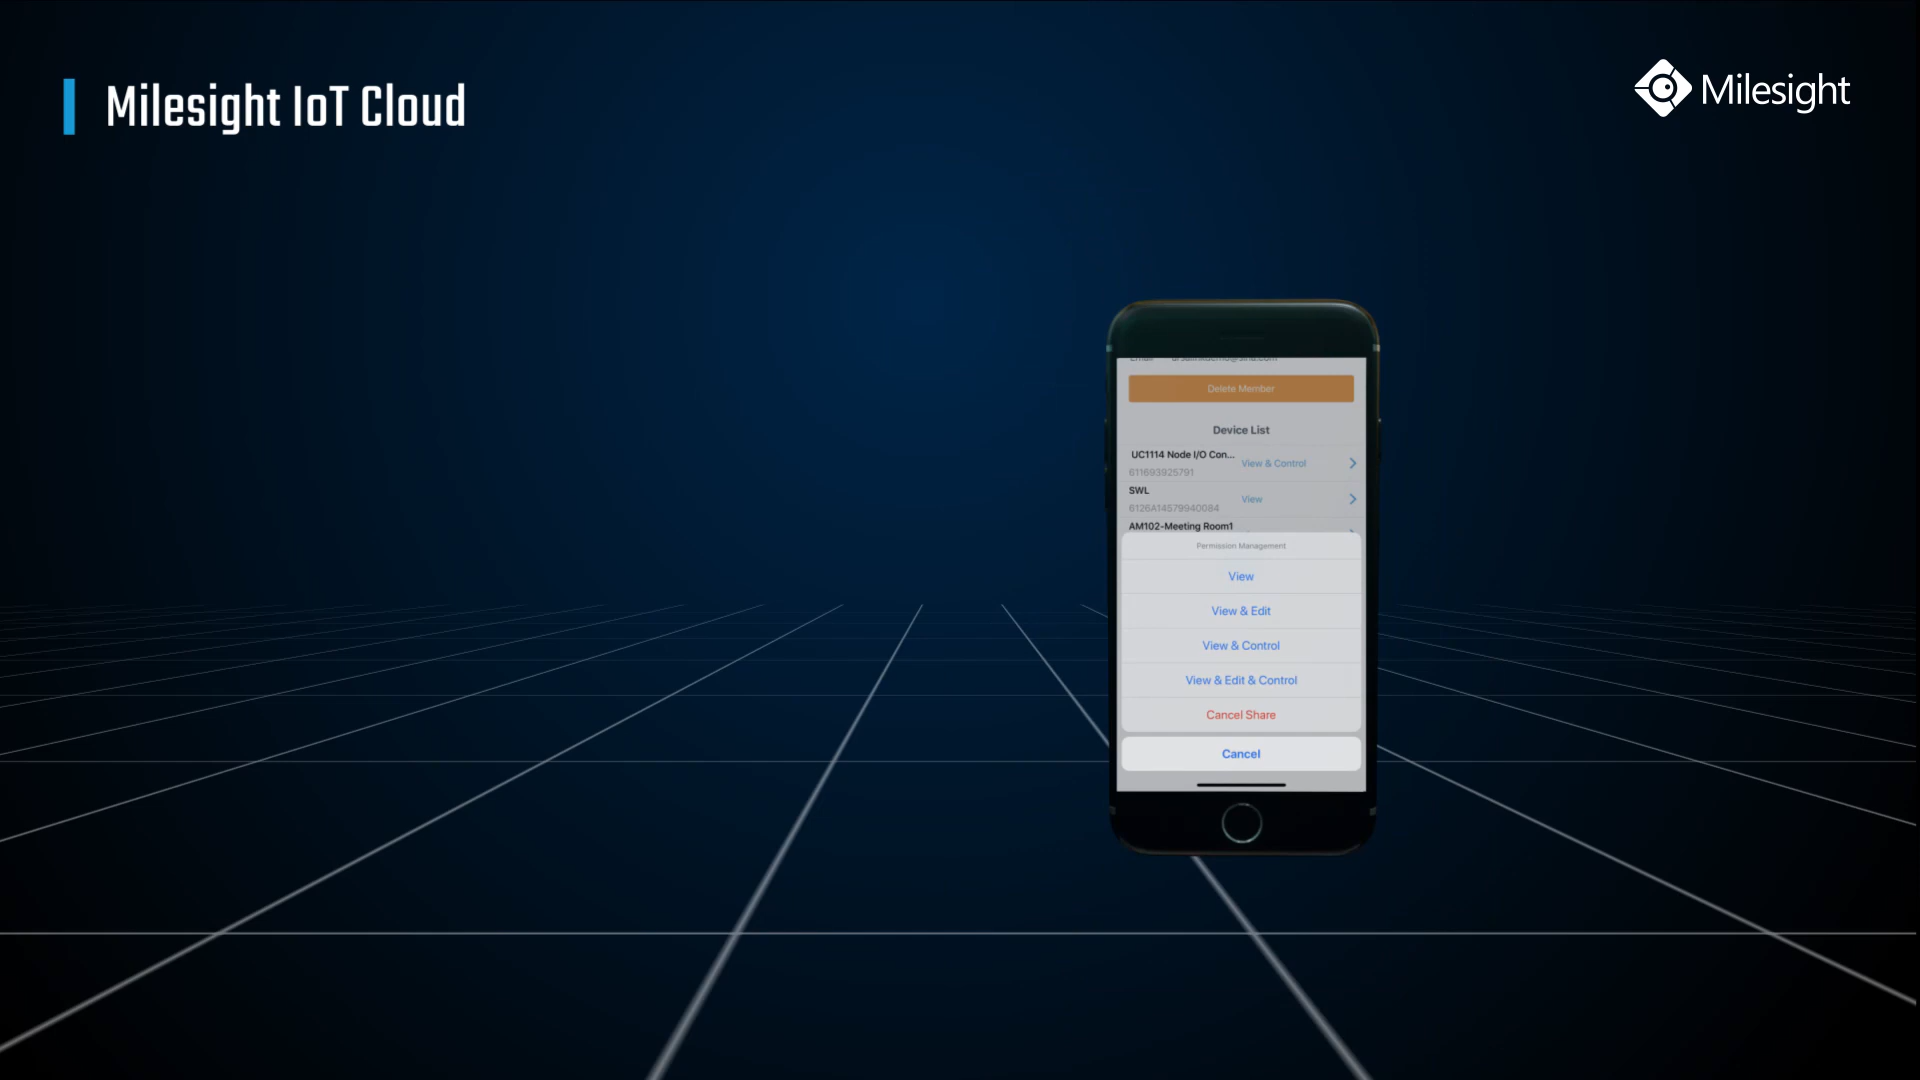 Milesight IoT Cloud
Milesight
Email
Delete Member
Device List
UC1114 Node I/O Con...
View & Control
611693925791
SWL
View
6126A14579940084
AM102-Meeting Room1
Permission Management
View
View & Edit
View & Control
View & Edit & Control
Cancel Share
Cancel